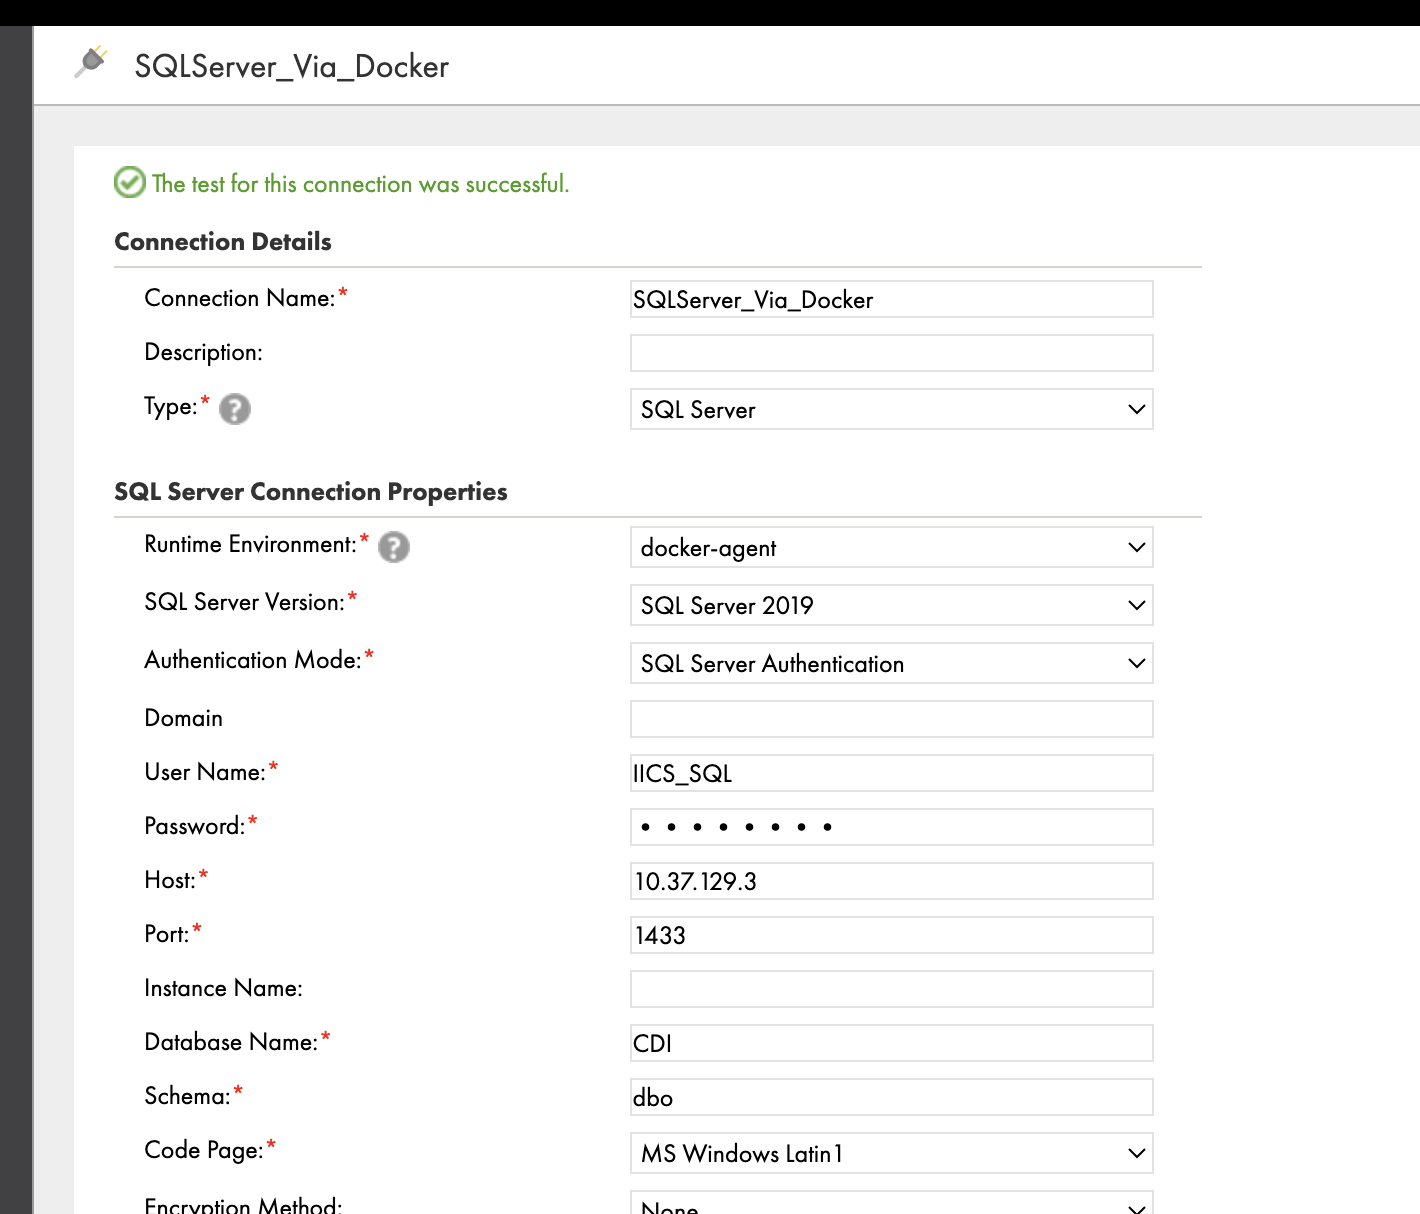 SQLServer_Via_Docker
The test for this connection was successful.
Connection Details
Connection Name:* SQLServer_Via_Docker
Description:
Type:* ? SQL Server
SQL Server Connection Properties
Runtime Environment:* ? docker-agent
SQL Server Version:* SQL Server 2019
Authentication Mode:* SQL Server Authentication
Domain
User Name:* IICS_SQL
Password:* ••••••••
Host:* 10.37.129.3
Port:* 1433
Instance Name:
Database Name:* CDI
Schema:* dbo
Code Page:* MS Windows Latin1
Encryption Method: None